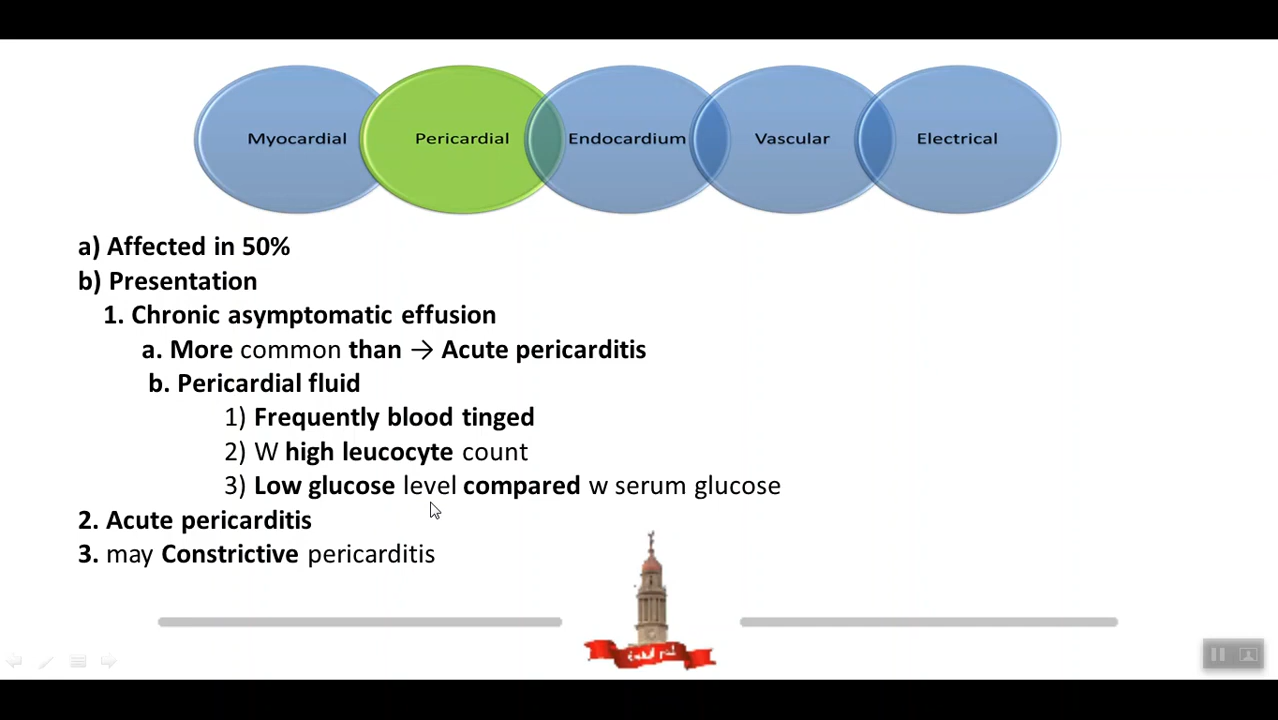 Myocardial Pericardial Endocardium Vascular Electrical
a) Affected in 50%
b) Presentation
1. Chronic asymptomatic effusion
a. More common than → Acute pericarditis
b. Pericardial fluid
1) Frequently blood tinged
2) W high leucocyte count
3) Low glucose level compared w serum glucose
2. Acute pericarditis
3. may Constrictive pericarditis